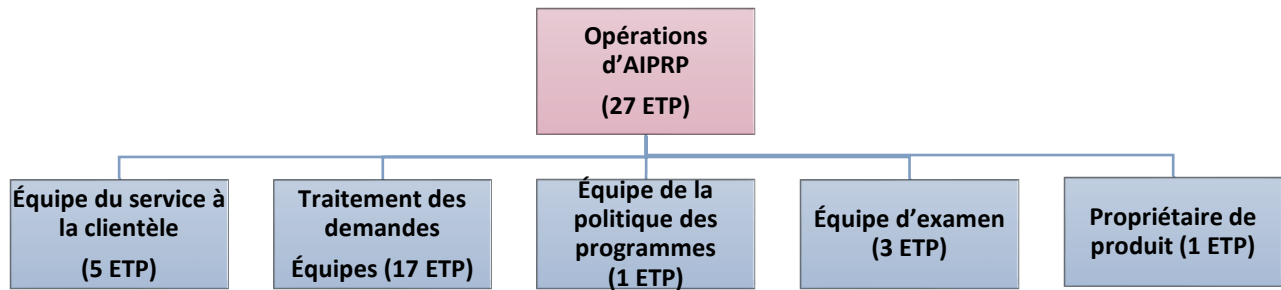 Opérations
d’AIPRP
(27 ETP)
Équipe du service à
la clientèle
(5 ETP)
Traitement des
demandes
Équipes (17 ETP)
Équipe de la
politique des
programmes
(1 ETP)
Équipe d’examen
(3 ETP)
Propriétaire de
produit (1 ETP)